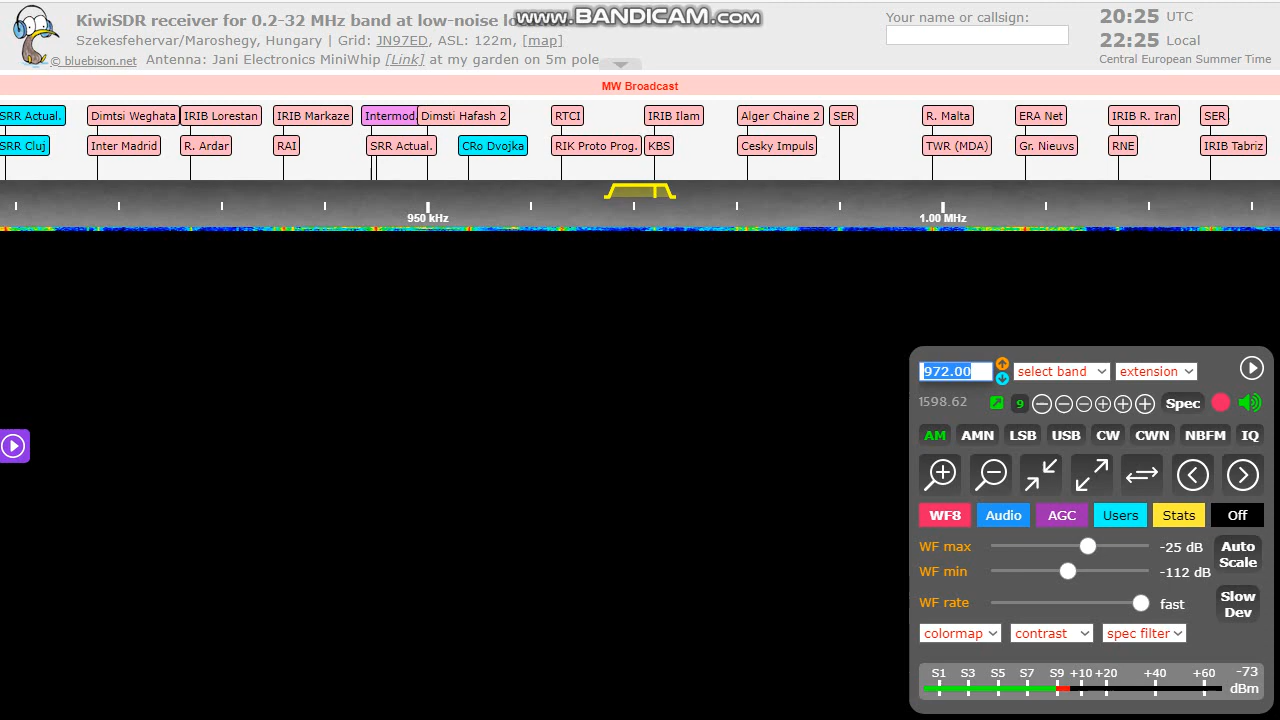 KiwiSDR receiver for 0.2-32 MHz band at low-noise location
www.BANDICAM.com
Szekesfehervar/Maroshegy, Hungary | Grid: JN97ED, ASL: 122m, [map]
© bluebison.net
Antenna: Jani Electronics MiniWhip [Link] at my garden on 5m pole
Your name or callsign:
20:25 UTC
22:25 Local
Central European Summer Time
MW Broadcast
SRR Actual. Dimtsi Weghata IRIB Lorestan IRIB Markaze Intermod. Dimsti Hafash 2 RTCI IRIB Ilam Alger Chaine 2 SER R. Malta ERA Net IRIB R. Iran SER
SRR Cluj Inter Madrid R. Ardar RAI SRR Actual. CRo Dvojka RIK Proto Prog. KBS Cesky Impuls TWR (MDA) Gr. Nieuvs RNE IRIB Tabriz
950 kHz 1.00 MHz
972.00 select band extension
1598.62 9 Spec
AM AMN LSB USB CW CWN NBFM IQ
WF8 Audio AGC Users Stats Off
WF max -25 dB Auto Scale
WF min -112 dB
WF rate fast Slow Dev
colormap contrast spec filter
S1 S3 S5 S7 S9 +10 +20 +40 +60 -73 dBm